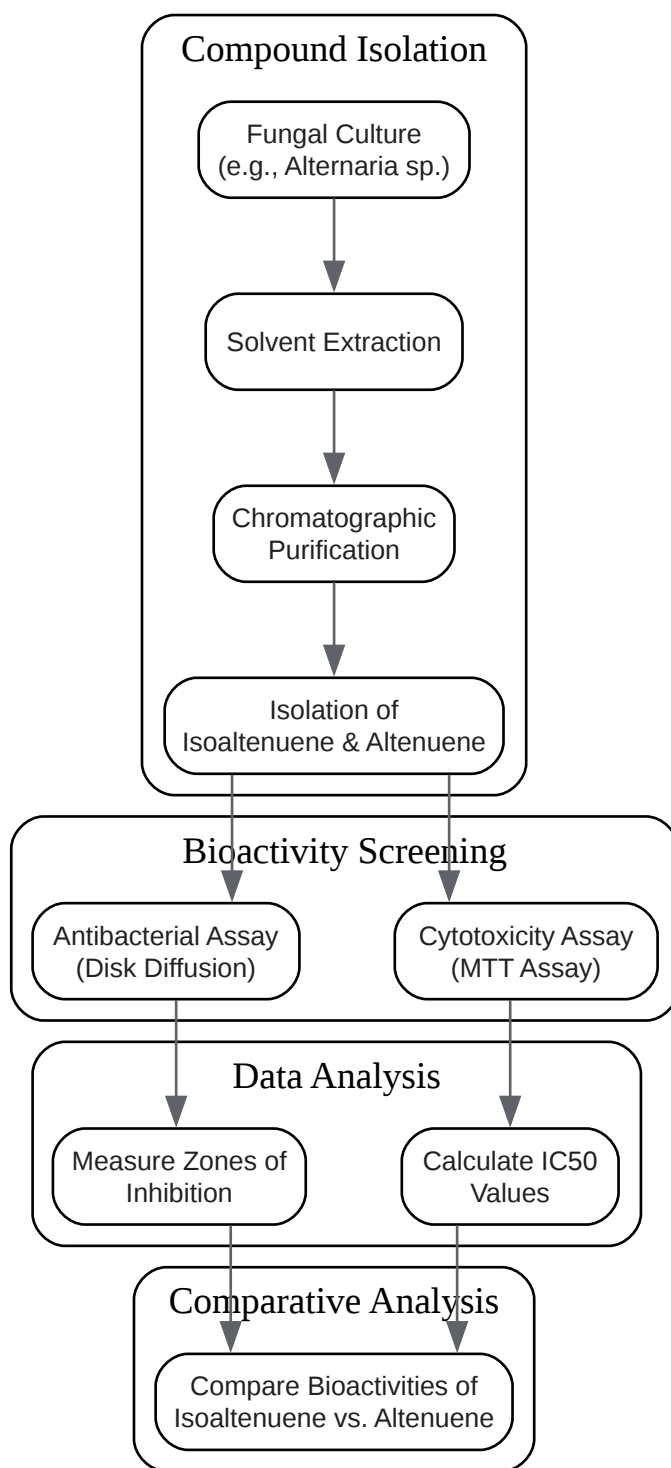 Compound Isolation
Fungal Culture
(e.g., Alternaria sp.)
Solvent Extraction
Chromatographic
Purification
Isolation of
Isoaltenuene & Altenuene
Bioactivity Screening
Antibacterial Assay
(Disk Diffusion)
Cytotoxicity Assay
(MTT Assay)
Data Analysis
Measure Zones of
Inhibition
Calculate IC50
Values
Comparative Analysis
Compare Bioactivities of
Isoaltenuene vs. Altenuene